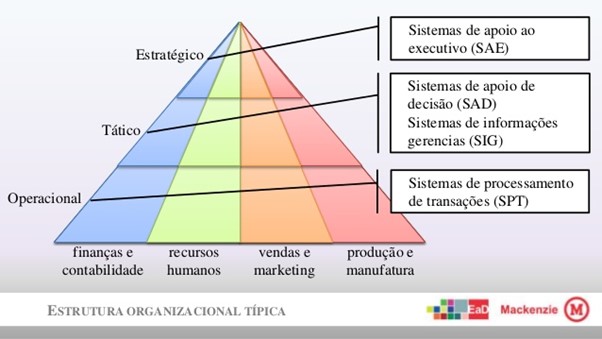 Estratégico
Sistemas de apoio ao
executivo (SAE)
Tático
Sistemas de apoio de
decisão (SAD)
Sistemas de informações
gerencias (SIG)
Operacional
Sistemas de processamento
de transações (SPT)
finanças e
contabilidade
recursos
humanos
vendas e
marketing
produção e
manufatura
ESTRUTURA ORGANIZACIONAL TÍPICA
EaD
Mackenzie
M